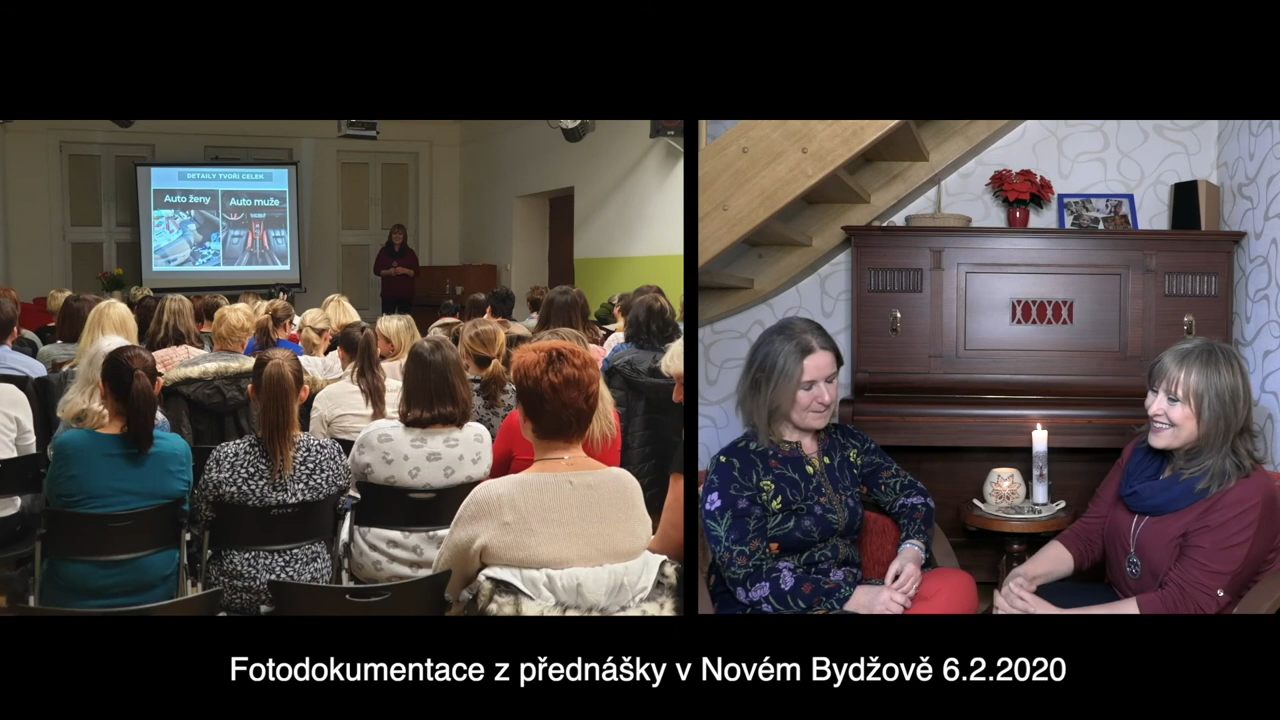 DETAILY TVOŘÍ CELEK
Auto ženy
Auto muže
Fotodokumentace z přednášky v Novém Bydžově 6.2.2020